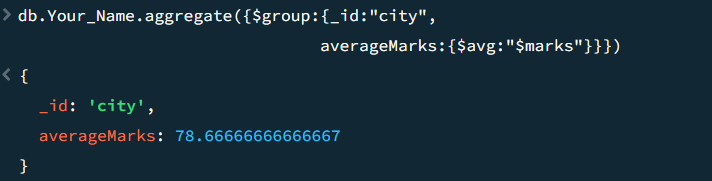 > db.Your_Name.aggregate({$group:{_id:"city",
averageMarks:{$avg:"$marks"}}})
< {
_id: 'city',
averageMarks: 78.66666666666667
}